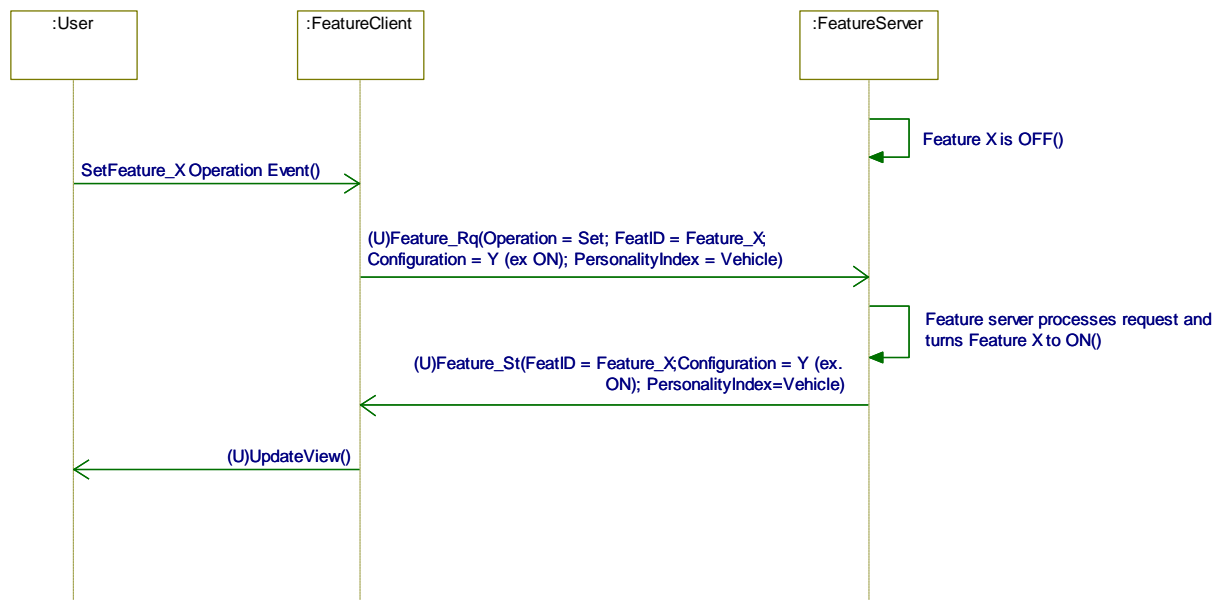 :User
:FeatureClient
:FeatureServer
Feature X is OFF()
SetFeature_X Operation Event()
(U)Feature_Rq(Operation = Set; FeatID = Feature_X;
Configuration = Y (ex ON); PersonalityIndex = Vehicle)
Feature server processes request and
turns Feature X to ON()
(U)Feature_St(FeatID = Feature_X;Configuration = Y (ex.
ON); PersonalityIndex=Vehicle)
(U)UpdateView()